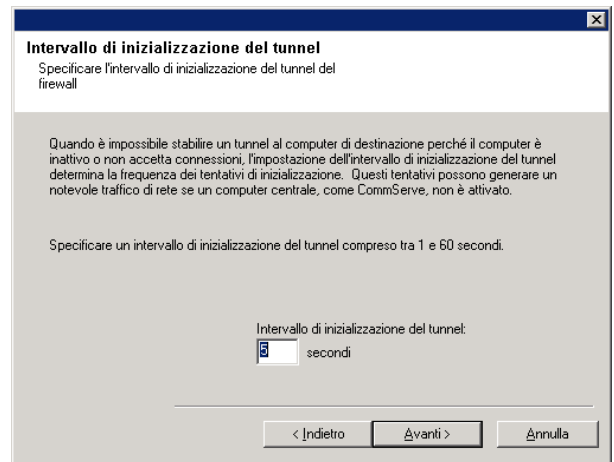 Intervallo di inizializzazione del tunnel
Specificare l'intervallo di inizializzazione del tunnel del
firewall
Quando è impossibile stabilire un tunnel al computer di destinazione perché il computer è
inattivo o non accetta connessioni, l'impostazione dell'intervallo di inizializzazione del tunnel
determina la frequenza dei tentativi di inizializzazione. Questi tentativi possono generare un
notevole traffico di rete se un computer centrale, come CommServe, non è attivato.
Specificare un intervallo di inizializzazione del tunnel compreso tra 1 e 60 secondi.
Intervallo di inizializzazione del tunnel:
5 secondi
< Indietro Avanti > Annulla